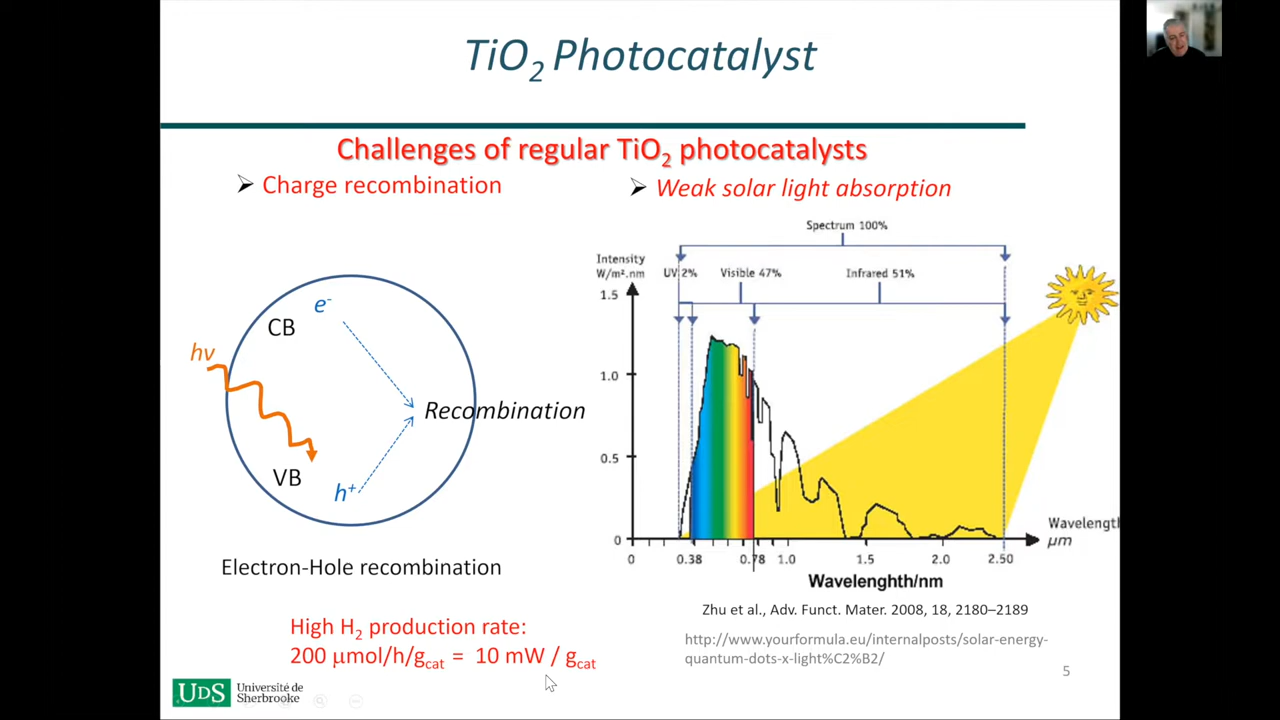 TiO2 Photocatalyst
Challenges of regular TiO2 photocatalysts
➢ Charge recombination
➢ Weak solar light absorption
hν
CB
e-
Recombination
VB
h+
Electron-Hole recombination
High H2 production rate:
200 μmol/h/gcat = 10 mW / gcat
Spectrum 100%
Intensity
W/m².nm
UV 2%
Visible 47%
Infrared 51%
1.5
1.0
0.5
0
0
0.38
0.78
1.0
1.5
2.0
2.50
Wavelength
μm
Wavelenghth/nm
Zhu et al., Adv. Funct. Mater. 2008, 18, 2180–2189
http://www.yourformula.eu/internalposts/solar-energy-
quantum-dots-x-light%C2%B2/
5
UDS
Université de
Sherbrooke